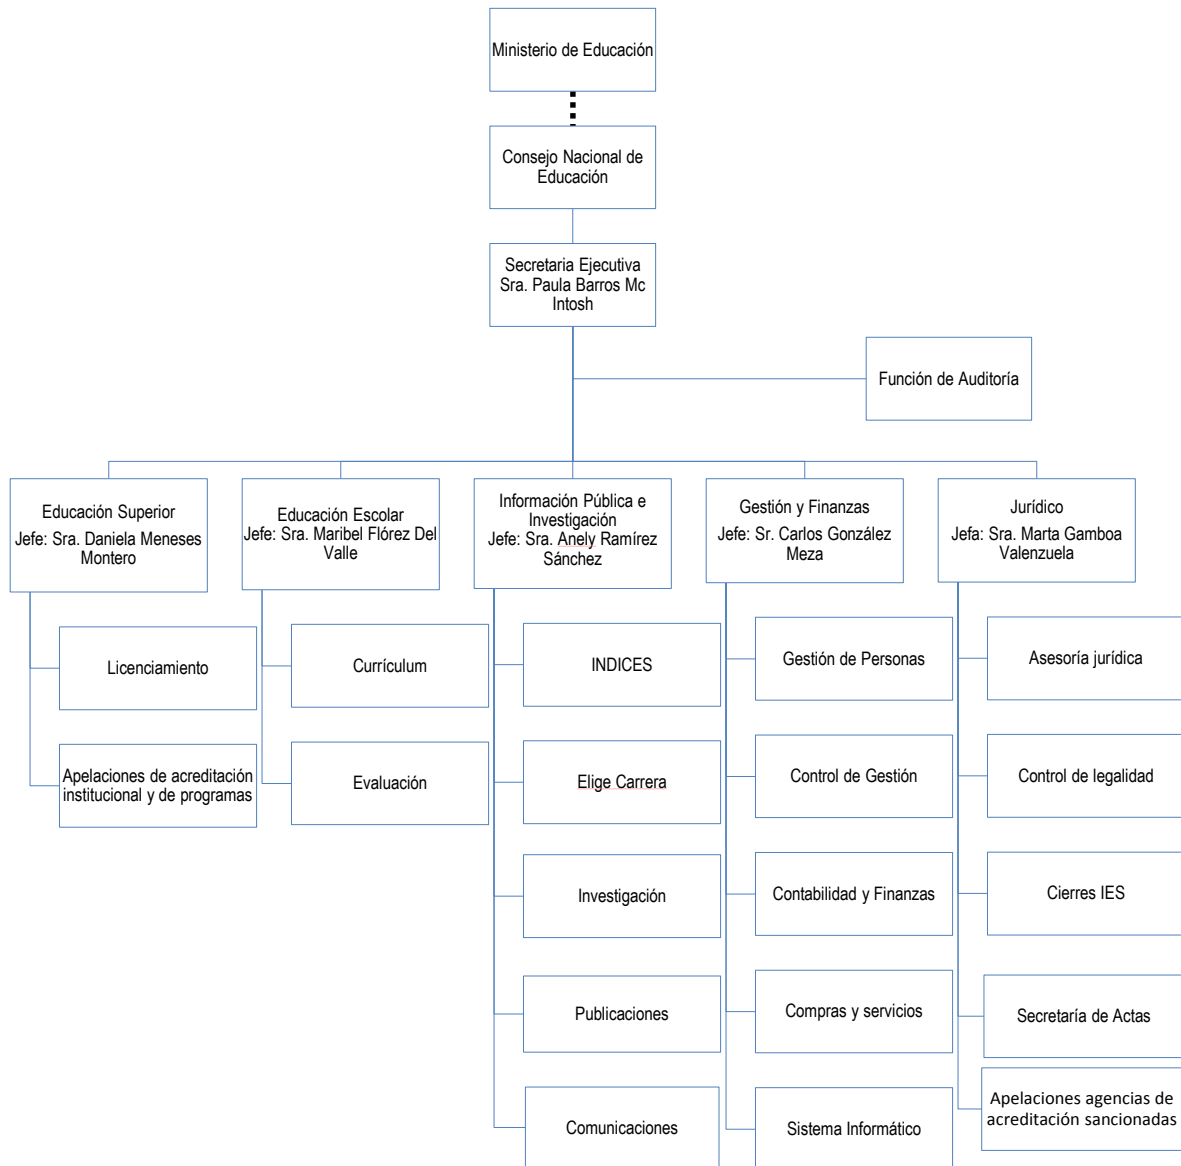 Ministerio de Educación
Consejo Nacional de
Educación
Secretaria Ejecutiva
Sra. Paula Barros Mc
Intosh
Función de Auditoría
Educación Superior
Jefe: Sra. Daniela Meneses
Montero
Educación Escolar
Jefe: Sra. Maribel Flórez Del
Valle
Información Pública e
Investigación
Jefe: Sra. Anely Ramírez
Sánchez
Gestión y Finanzas
Jefe: Sr. Carlos González
Meza
Jurídico
Jefa: Sra. Marta Gamboa
Valenzuela
Licenciamiento
Apelaciones de acreditación
institucional y de programas
Currículum
Evaluación
INDICES
Elige Carrera
Investigación
Publicaciones
Comunicaciones
Gestión de Personas
Control de Gestión
Contabilidad y Finanzas
Compras y servicios
Sistema Informático
Asesoría jurídica
Control de legalidad
Cierres IES
Secretaría de Actas
Apelaciones agencias de
acreditación sancionadas